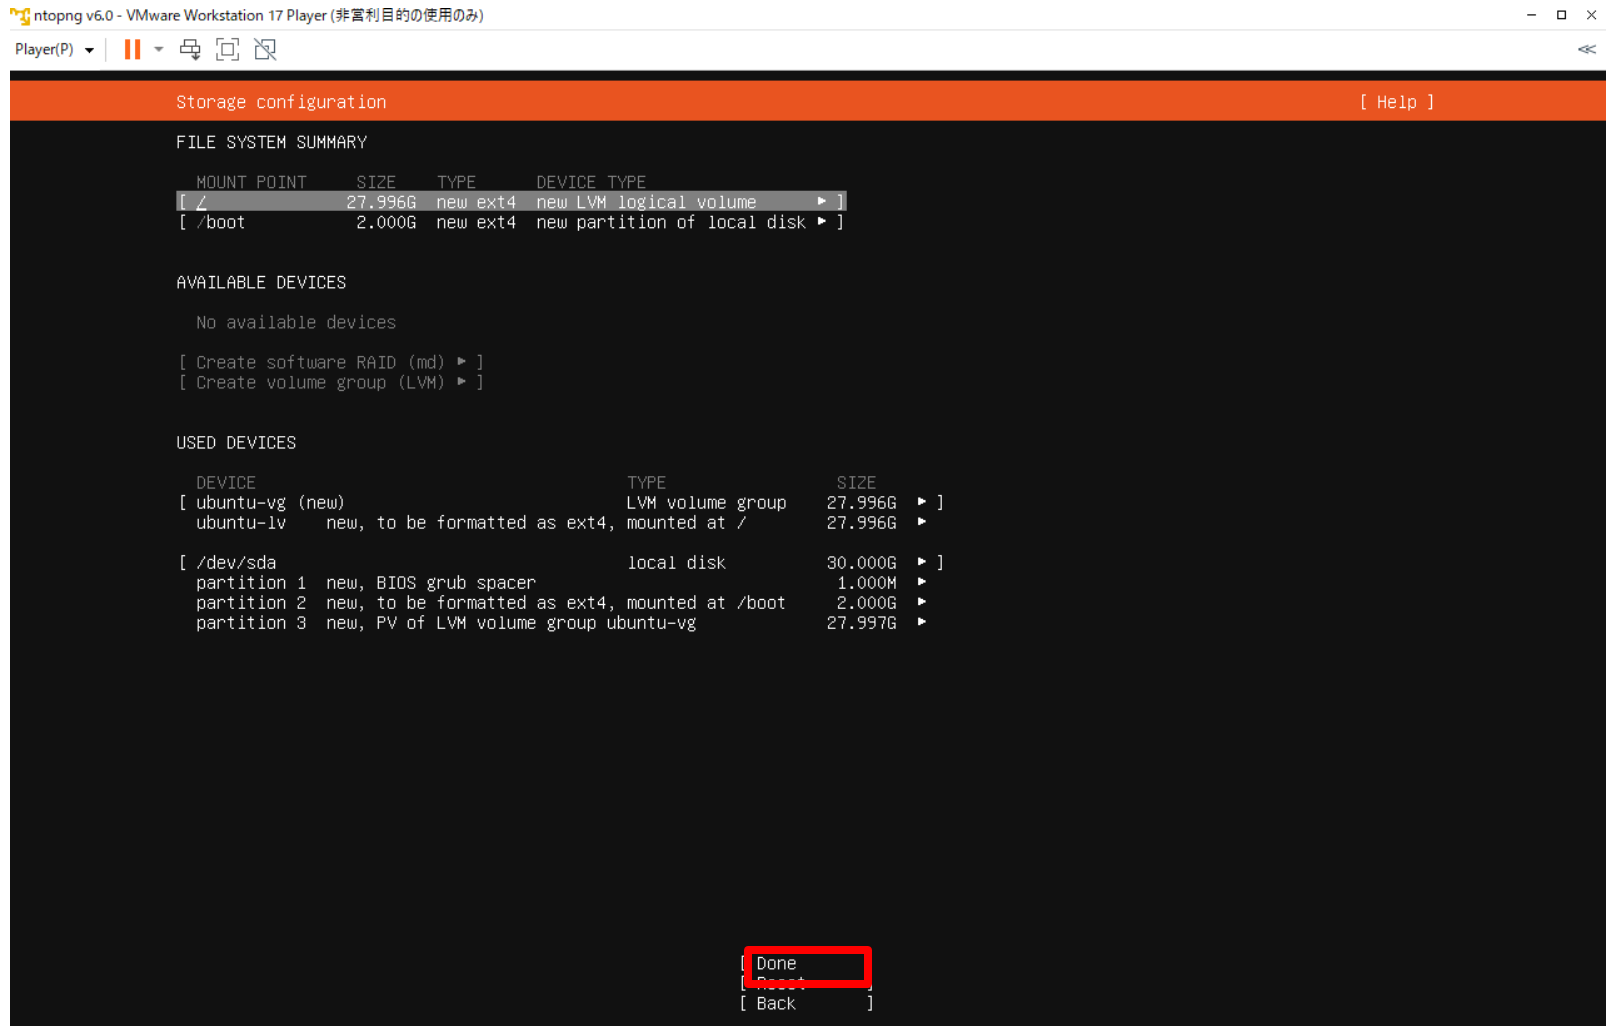 ntopng v6.0 - VMware Workstation 17 Player (非営利目的の使用のみ)
Player(P)
Storage configuration [ Help ]
FILE SYSTEM SUMMARY
MOUNT POINT SIZE TYPE DEVICE TYPE
[ / 27.996G new ext4 new LVM logical volume ▸ ]
[ /boot 2.000G new ext4 new partition of local disk ▸ ]
AVAILABLE DEVICES
No available devices
[ Create software RAID (md) ▸ ]
[ Create volume group (LVM) ▸ ]
USED DEVICES
DEVICE TYPE SIZE
[ ubuntu-vg (new) LVM volume group 27.996G ▸ ]
ubuntu-lv new, to be formatted as ext4, mounted at / 27.996G ▸
[ /dev/sda local disk 30.000G ▸ ]
partition 1 new, BIOS grub spacer 1.000M ▸
partition 2 new, to be formatted as ext4, mounted at /boot 2.000G ▸
partition 3 new, PV of LVM volume group ubuntu-vg 27.997G ▸
[ Done
[ Back ]